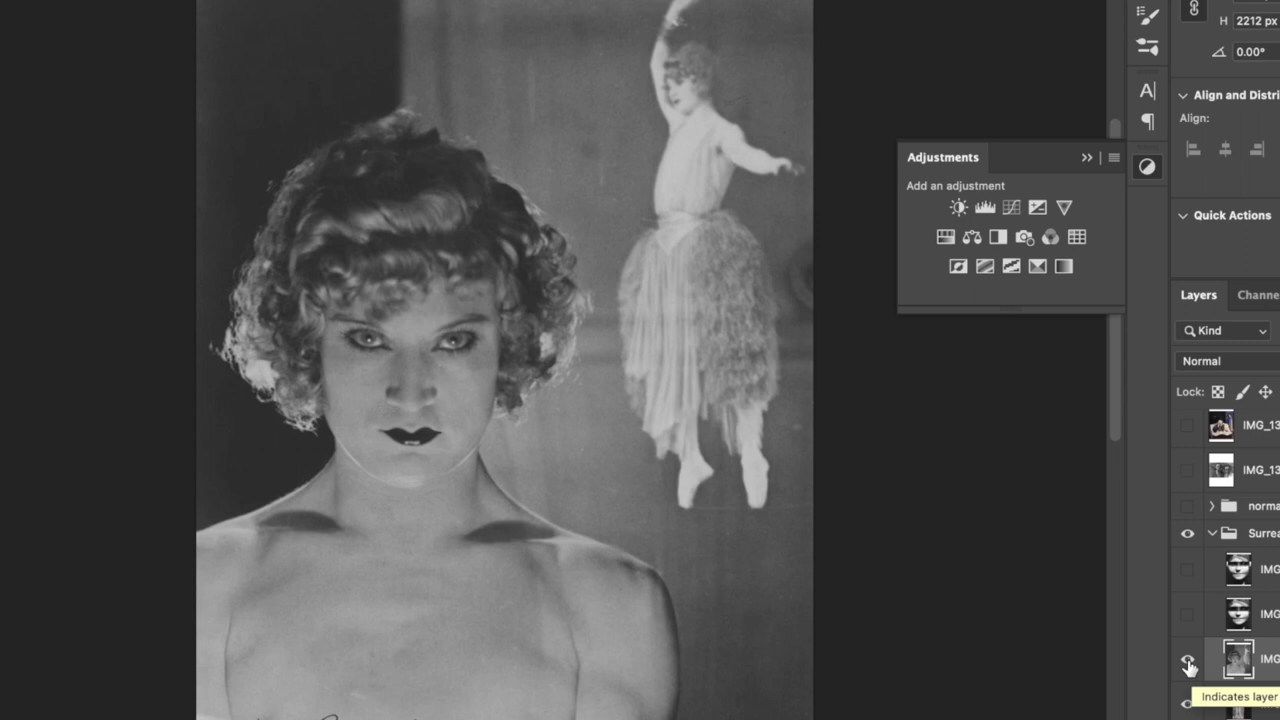 H 2212 px
0.00°
A|
Align and Distri
Align:
Adjustments
Add an adjustment
Quick Actions
Layers Channe
Kind
Normal
Lock:
IMG_13
IMG_13
norma
Surrea
IMG
IMG
IMG
Indicates layer